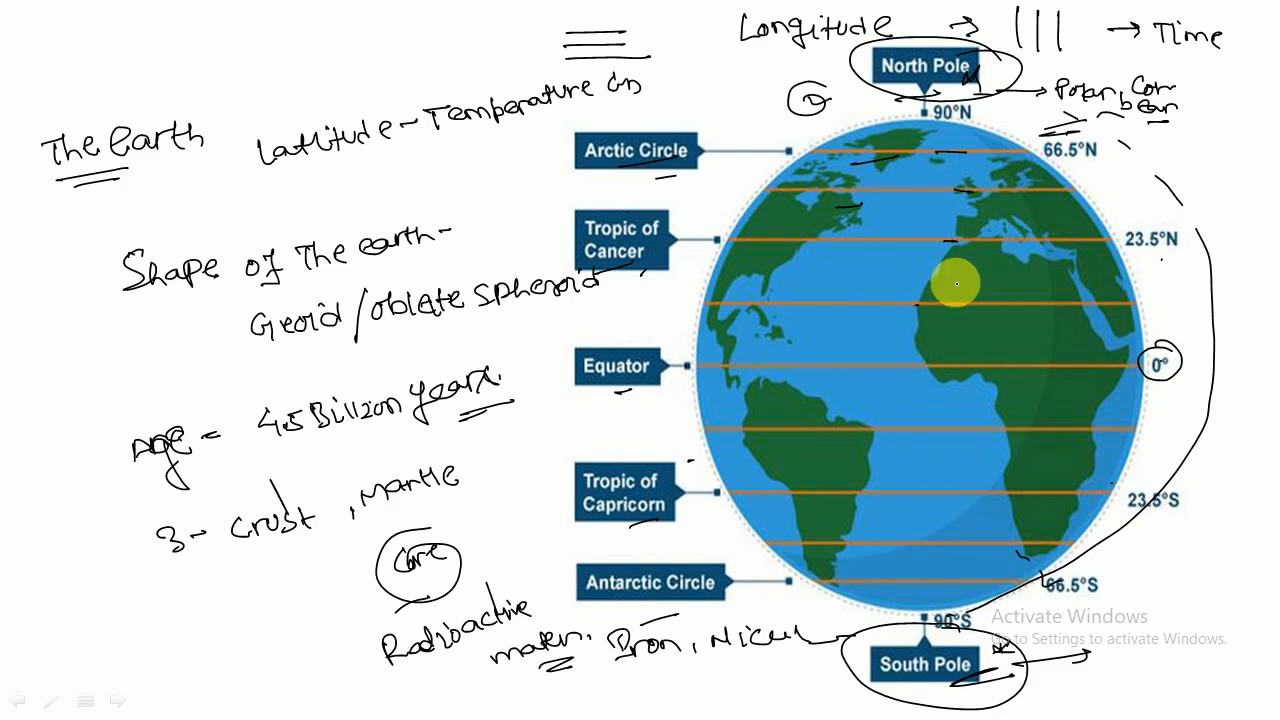 Longitude → ||| → Time
North Pole
Polar
bear
90°N
The Earth
Lattitude - Temperature
Arctic Circle
66.5°N
Tropic of
Cancer
23.5°N
Shape of The earth -
Geoid / oblate spheroid
Equator
0°
Age = 4.5 Billion years.
3 - crust, Mantle
Core
Tropic of
Capricorn
23.5°S
Antarctic Circle
66.5°S
Radioactive
Iron,
90°S
South Pole
Activate Windows
Go to Settings to activate Windows.